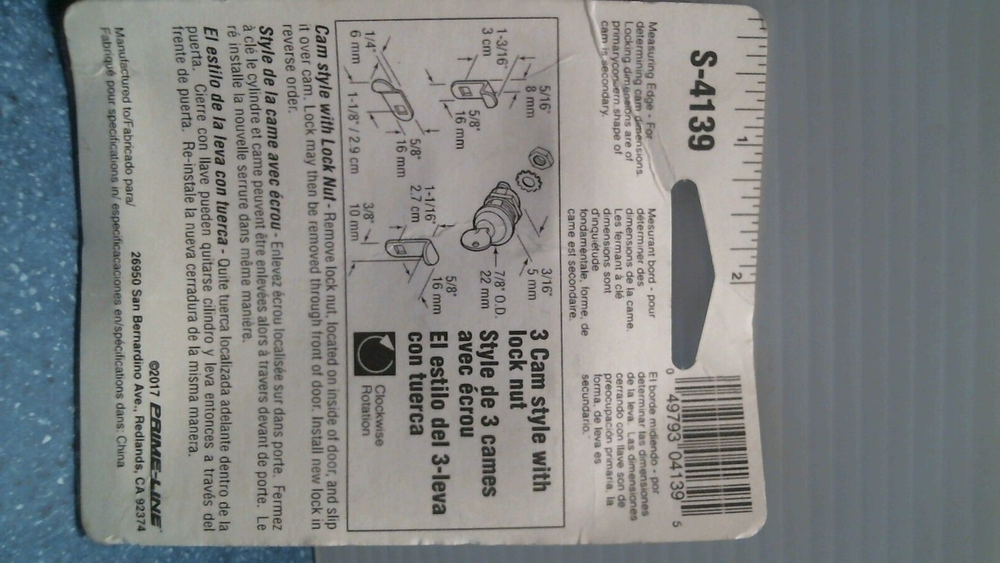 1
2
S-4139
0 49793 04139 5
Measuring Edge - For
determining cam dimensions.
Locking dimensions are of
primaryconcern shape of
cam is secondary.
Mesurant bord - pour
déterminer des
dimensions de la came.
Les fermant à clé
dimensions sont
d'inquiétude
fondamentale, forme, de
came est secondaire.
El borde midiendo - por
determinar las dimensiones
de la leva. Las dimensiones
cerrando con llave son de
preocupación primaria, la
forma, de leva es
secundario.
5/16"
8 mm
1-3/16"
3 cm
5/8"
16 mm
1/4"
6 mm
1-1/8" / 2.9 cm
5/8"
16 mm
3/16"
5 mm
7/8" O.D.
22 mm
1-1/16"
2.7 cm
5/8"
16 mm
3/8"
10 mm
3 Cam style with
lock nut
Style de 3 cames
avec écrou
El estilo del 3-leva
con tuerca
Clockwise
Rotation
Cam style with Lock Nut - Remove lock nut, located on inside of door, and slip
it over cam. Lock may then be removed through front of door. Install new lock in
reverse order.
Style de la came avec écrou - Enlevez écrou localisée sur dans porte. Fermez
à clé le cylindre et came peuvent être enlevées alors à travers devant de porte. Le
ré installe la nouvelle serrure dans même manière.
El estilo de la leva con tuerca - Quite tuerca localizada adelante dentro de la
puerta. Cierre con llave pueden quitarse cilindro y leva entonces a través del
frente de puerta. Re-instale la nueva cerradura de la misma manera.
©2017 PRIME-LINE
26950 San Bernardino Ave., Redlands, CA 92374
Manufactured to/Fabricado para/
Fabriqué pour specifications in/ especificacaciones en/spécifications dans: China